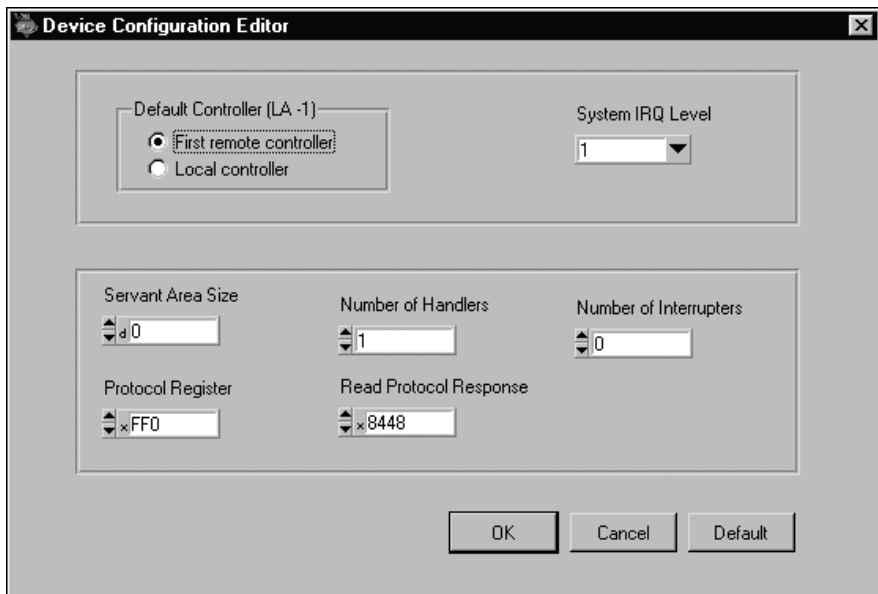 Device Configuration Editor
Default Controller (LA -1)
First remote controller
Local controller
System IRQ Level
1
Servant Area Size
d 0
Number of Handlers
1
Number of Interrupters
0
Protocol Register
x FF0
Read Protocol Response
x 8448
OK
Cancel
Default